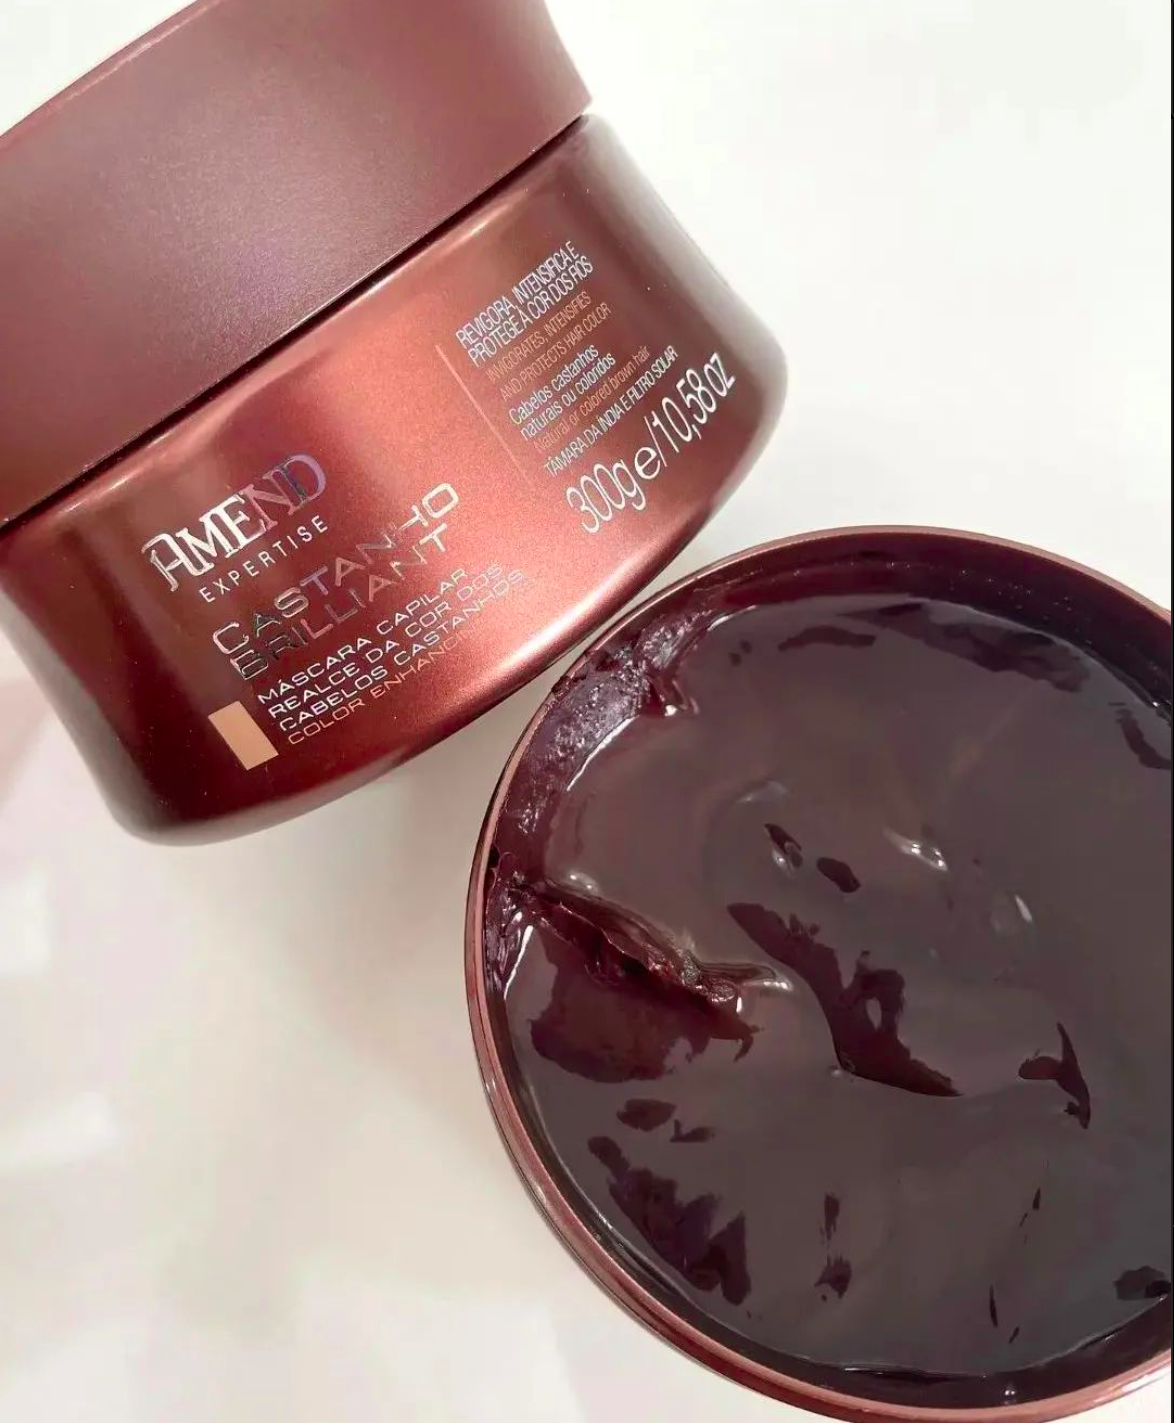 AMEND
EXPERTISE
CASTANHO
BRILLIANT
MÁSCARA CAPILAR
REALCE DA COR DOS
CABELOS CASTANHOS
COLOR ENHANCIN
REVIGORA, INTENSIFICA E
PROTEGE A COR DOS FIOS
INVIGORATES, INTENSIFIES
AND PROTECTS HAIR COLOR
Cabelos castanhos
naturais ou coloridos
Natural or colored brown hair
TÂMARA DA ÍNDIA E FILTRO SOLAR
300g e/10,58 oz